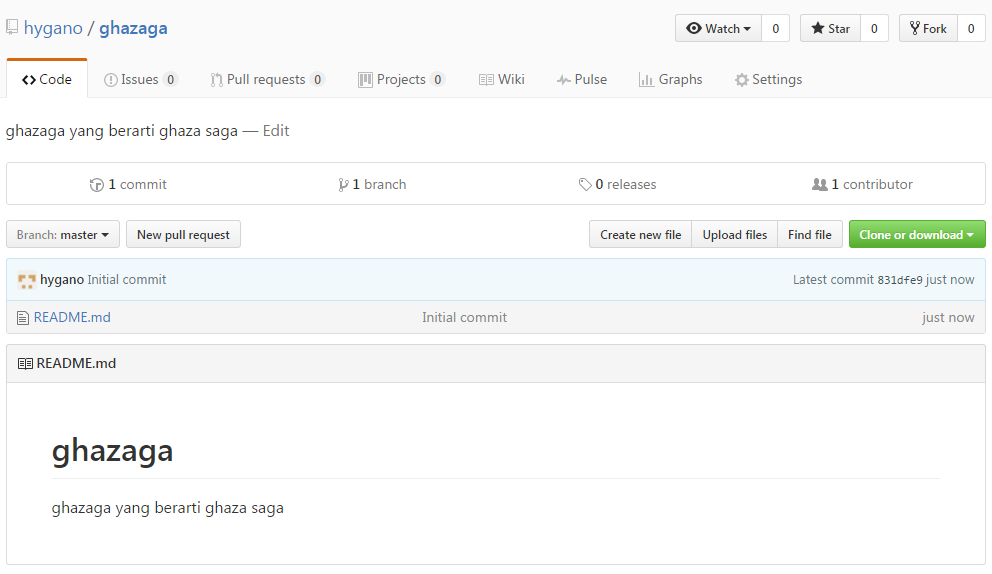 hygano / ghazaga Watch 0 Star 0 Fork 0
Code Issues 0 Pull requests 0 Projects 0 Wiki Pulse Graphs Settings
ghazaga yang berarti ghaza saga — Edit
1 commit 1 branch 0 releases 1 contributor
Branch: master New pull request Create new file Upload files Find file Clone or download
hygano Initial commit Latest commit 831dfe9 just now
README.md Initial commit just now
README.md
ghazaga
ghazaga yang berarti ghaza saga